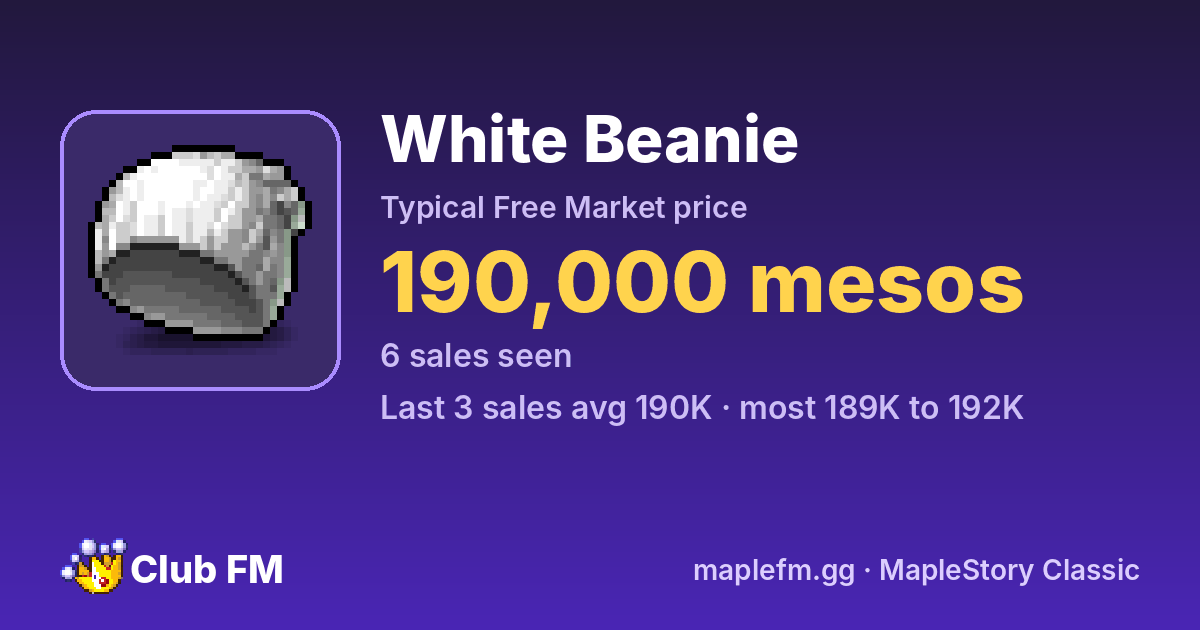 White Beanie
Typical Free Market price
190,000 mesos
6 sales seen
Last 3 sales avg 190K · most 189K to 192K
Club FM
maplefm.gg · MapleStory Classic